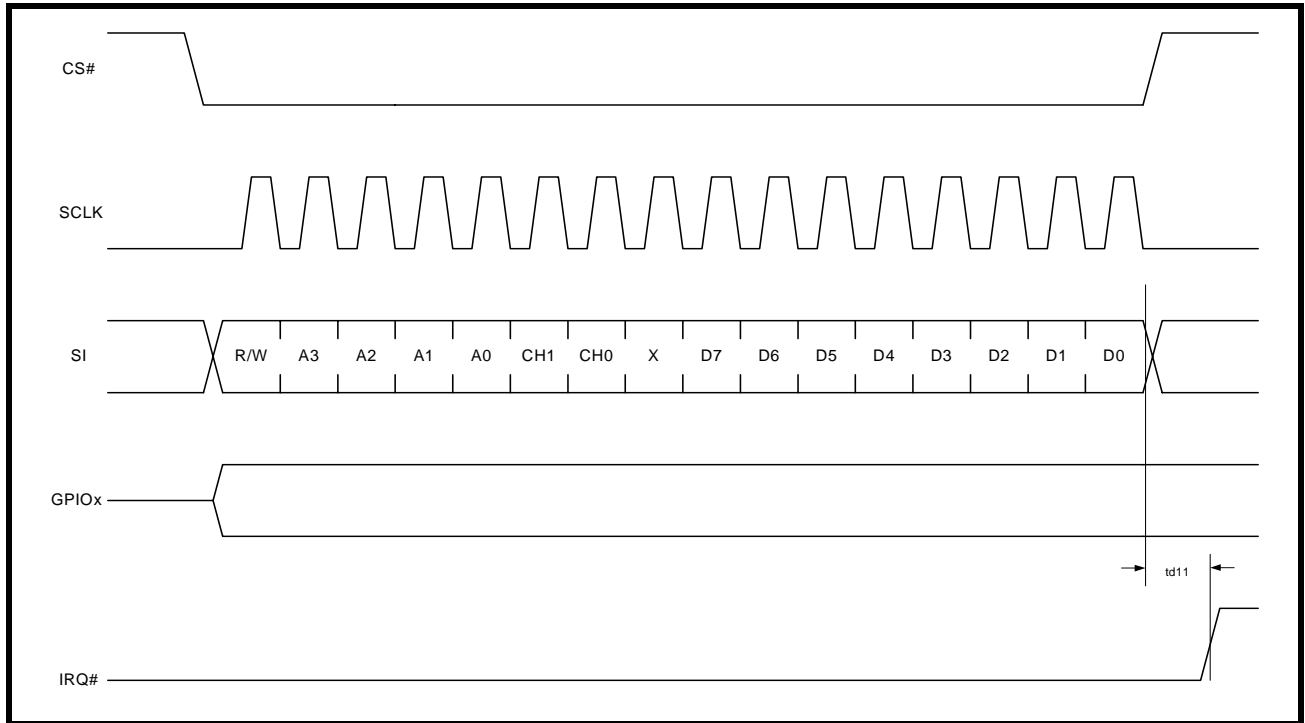 CS#
SCLK
SI R/W A3 A2 A1 A0 CH1 CH0 X D7 D6 D5 D4 D3 D2 D1 D0
GPIOx
td11
IRQ#